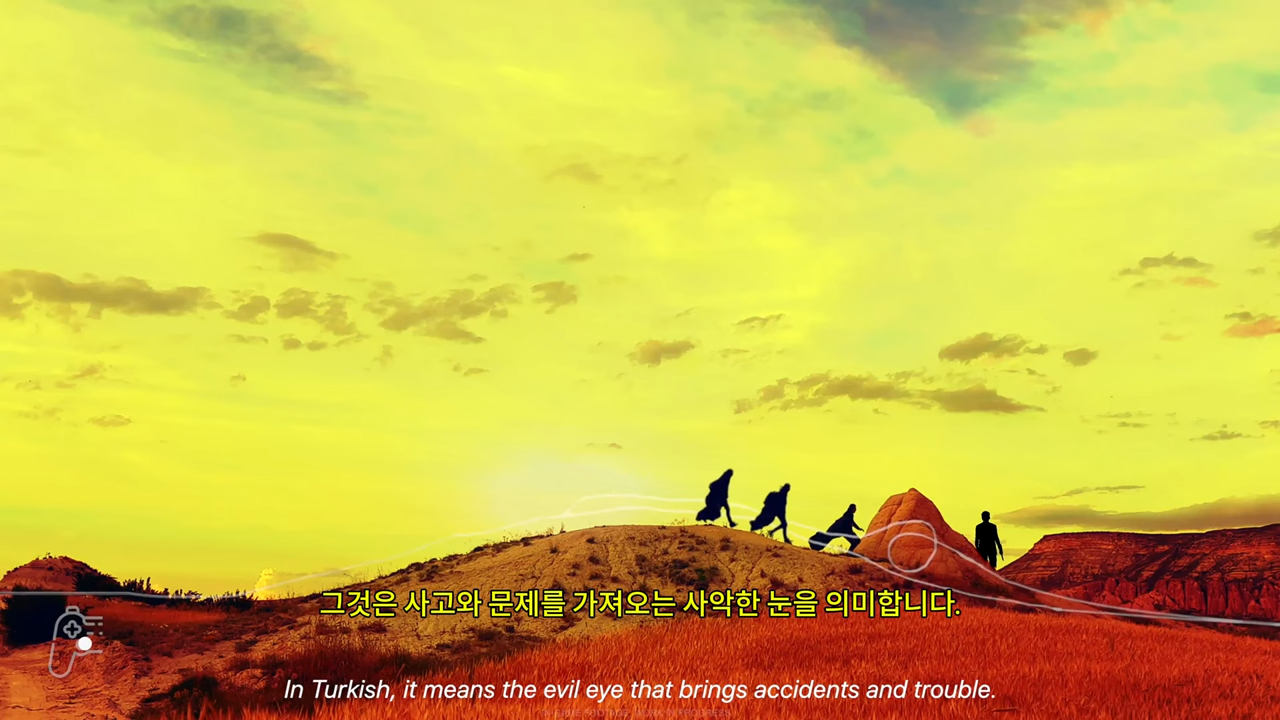 그것은 사고와 문제를 가져오는 사악한 눈을 의미합니다.
In Turkish, it means the evil eye that brings accidents and trouble.